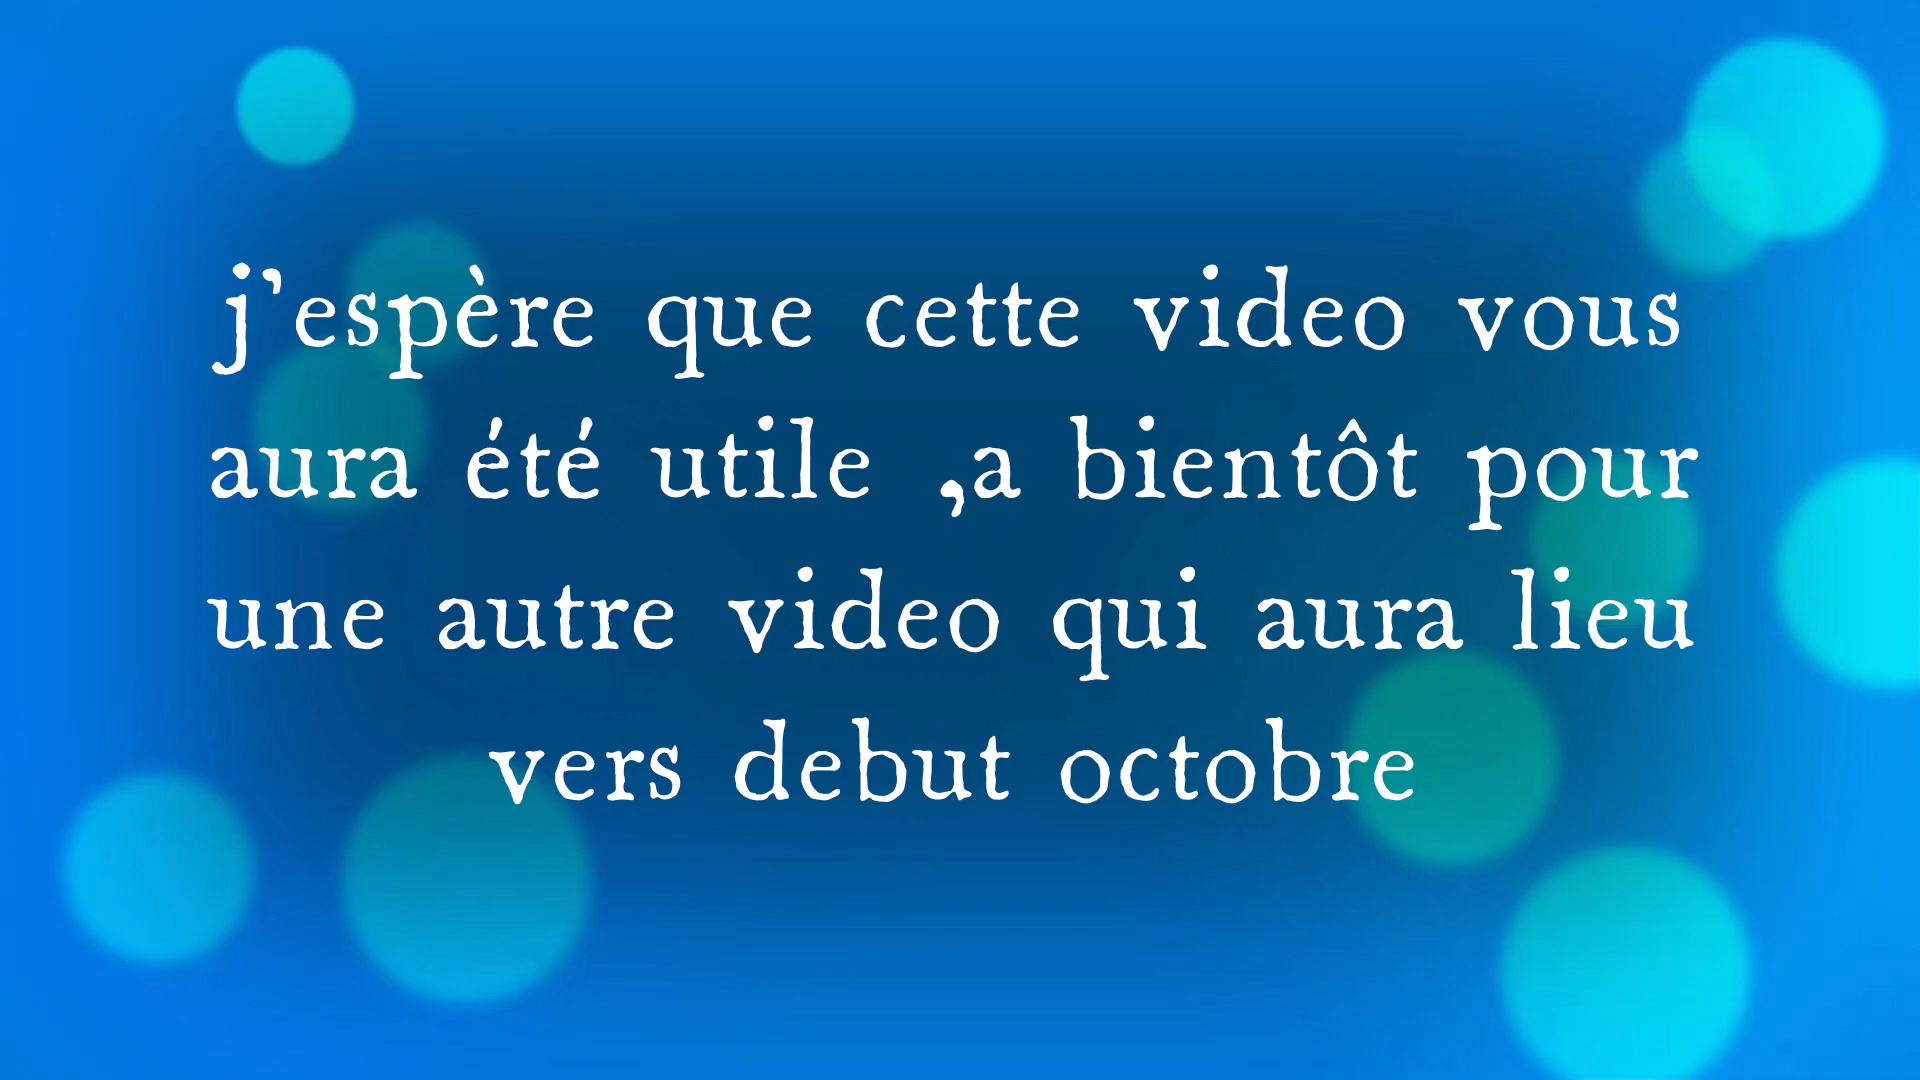 j'espère que cette video vous
aura été utile ,a bientôt pour
une autre video qui aura lieu
vers debut octobre